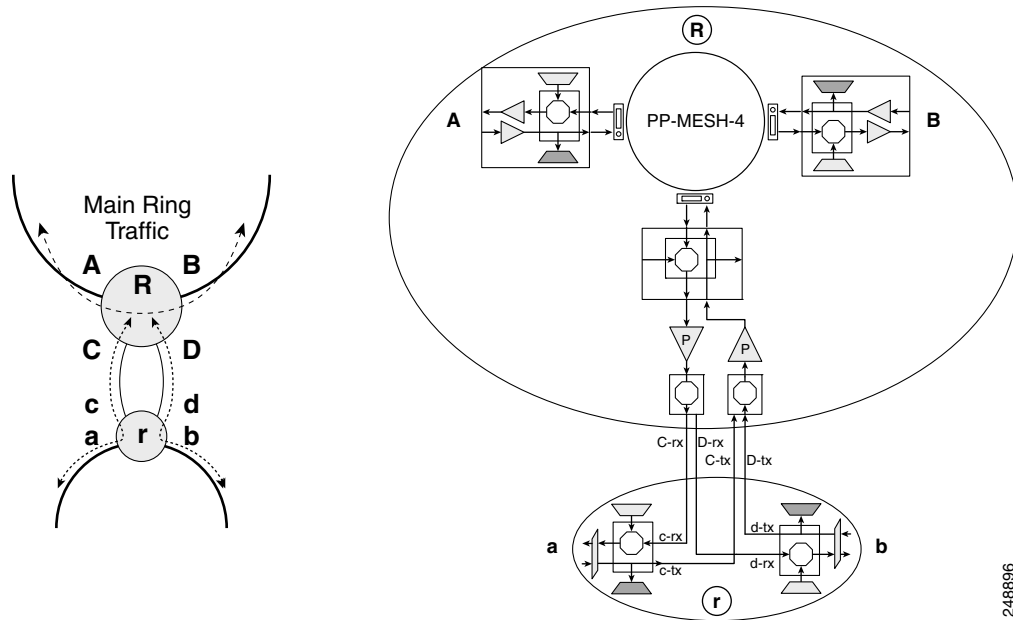 Main Ring
Traffic
A
B
R
C
D
c
d
a
r
b
R
A
PP-MESH-4
B
P
P
C-rx
D-rx
C-tx
D-tx
a
c-rx
c-tx
d-tx
d-rx
b
r
248896